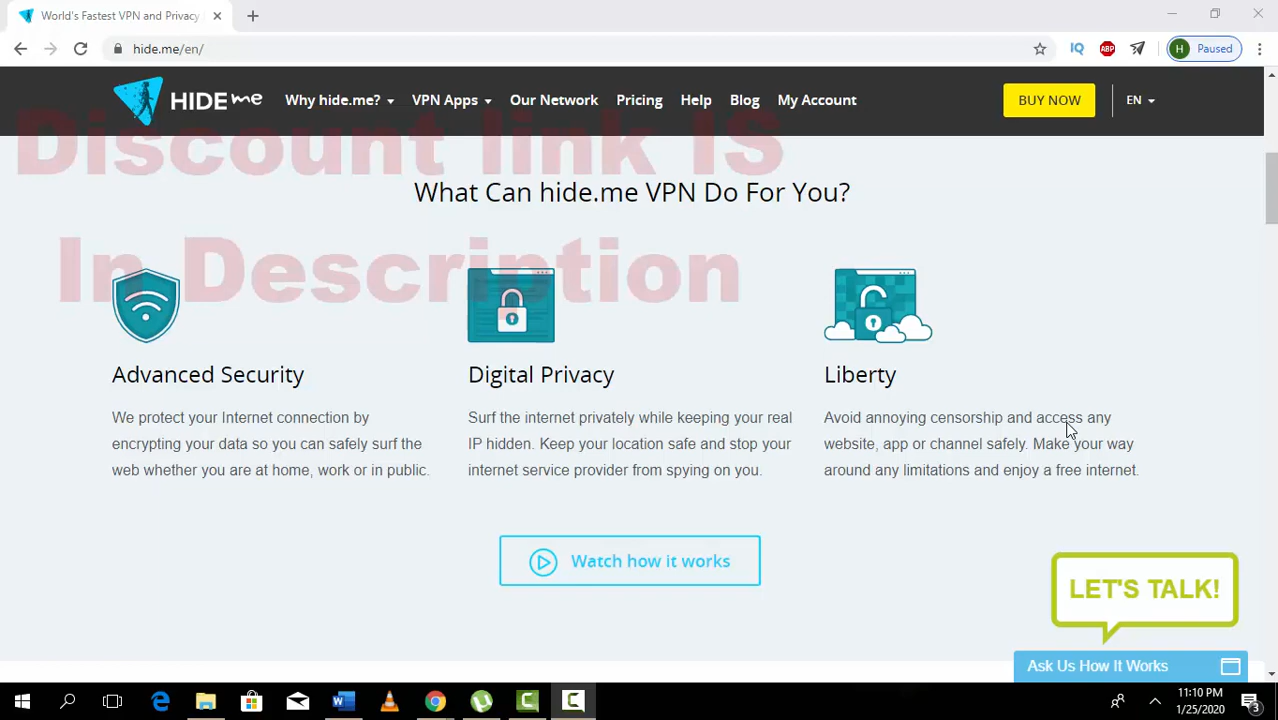 World's Fastest VPN and Privacy
hide.me/en/
IQ
ABP
H
Paused
HIDE me
Why hide.me?
VPN Apps
Our Network
Pricing
Help
Blog
My Account
BUY NOW
EN
Discount link IS
What Can hide.me VPN Do For You?
In Description
Advanced Security
We protect your Internet connection by
encrypting your data so you can safely surf the
web whether you are at home, work or in public.
Digital Privacy
Surf the internet privately while keeping your real
IP hidden. Keep your location safe and stop your
internet service provider from spying on you.
Liberty
Avoid annoying censorship and access any
website, app or channel safely. Make your way
around any limitations and enjoy a free internet.
Watch how it works
LET'S TALK!
Ask Us How It Works
11:10 PM
1/25/2020
3